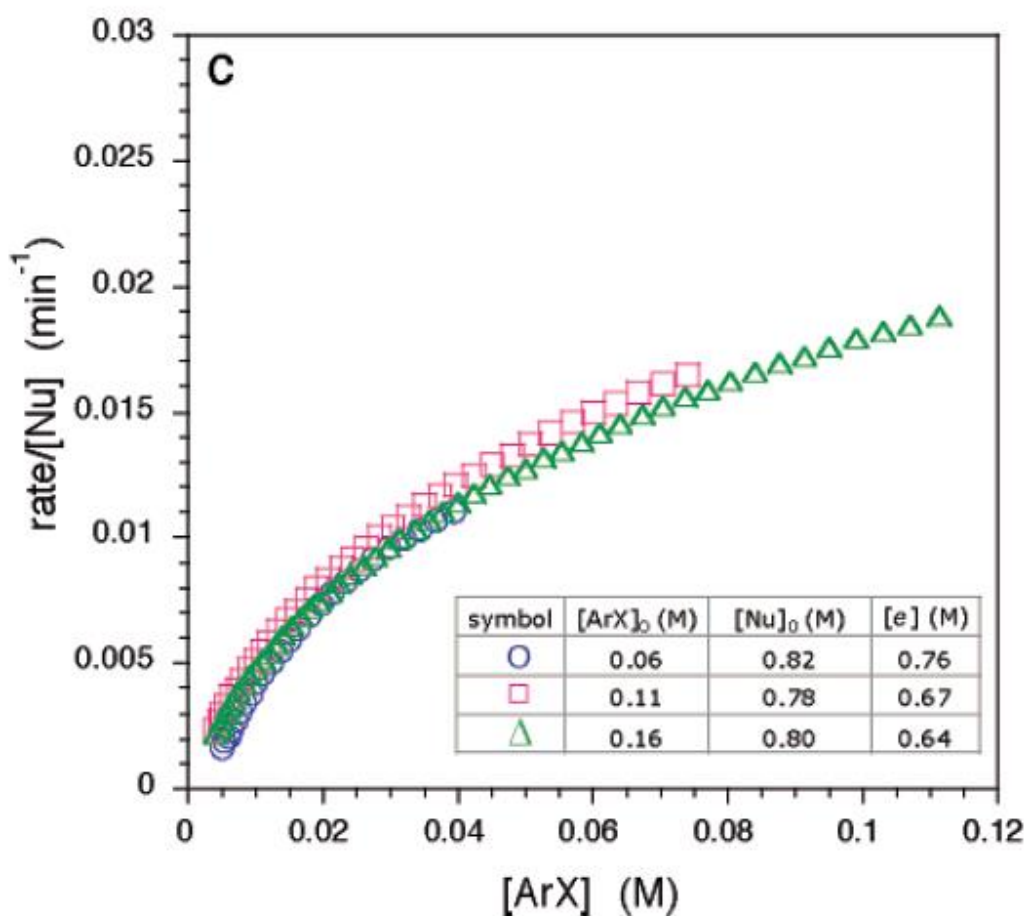 C
0.03
0.025
0.02
0.015
0.01
0.005
0
rate/[Nu] (min⁻¹)
symbol [ArX]₀ (M) [Nu]₀ (M) [e] (M)
0.06 0.82 0.76
0.11 0.78 0.67
0.16 0.80 0.64
0 0.02 0.04 0.06 0.08 0.1 0.12
[ArX] (M)